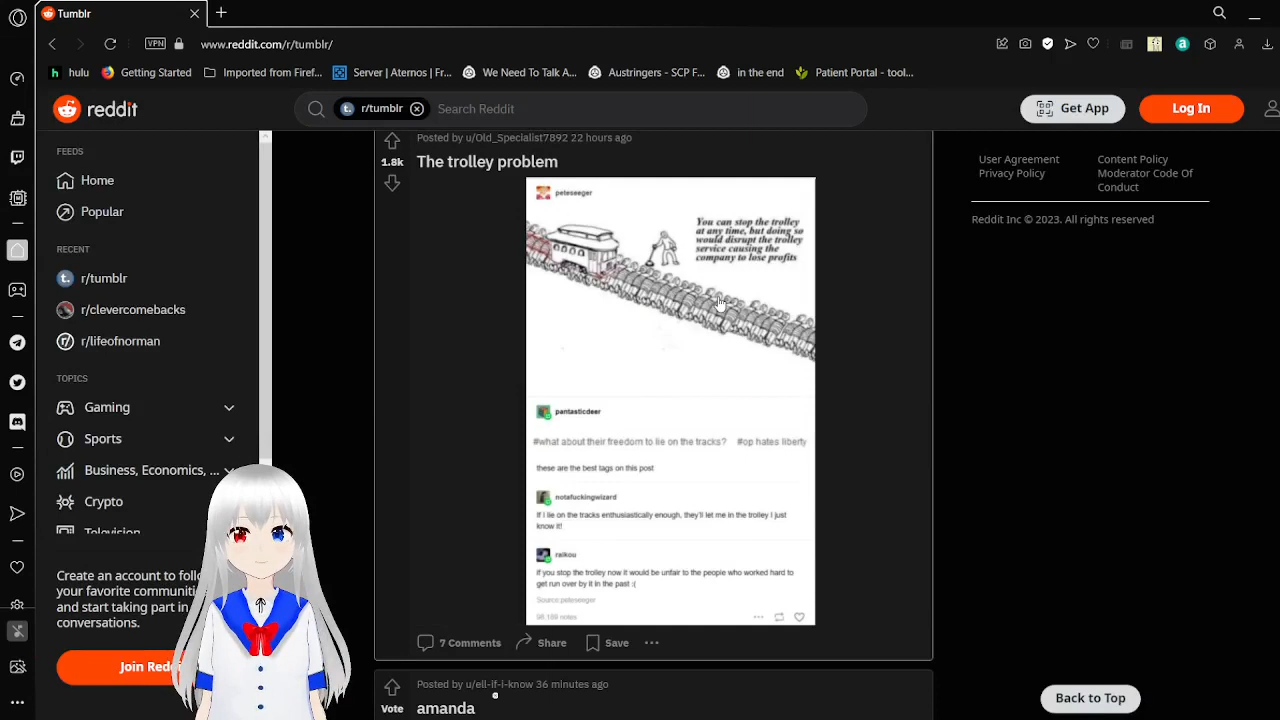 Tumblr
VPN
www.reddit.com/r/tumblr/
hulu
Getting Started
Imported from Firef...
Server | Aternos | Fr...
We Need To Talk A...
Austringers - SCP F...
in the end
Patient Portal - tool...
reddit
r/tumblr
Search Reddit
Get App
Log In
FEEDS
Home
Popular
RECENT
r/tumblr
r/clevercomebacks
r/lifeofnorman
TOPICS
Gaming
Sports
Business, Economics, ...
Crypto
Television
Create an account to follo
your favorite commun
and start taking part in
conversations.
Join Reddi
Posted by u/Old_Specialist7892 22 hours ago
1.8k
The trolley problem
peteseeger
You can stop the trolley
at any time, but doing so
would disrupt the trolley
service causing the
company to lose profits
pantasticdeer
#what about their freedom to lie on the tracks? #op hates liberty
these are the best tags on this post
notafuckingwizard
If I lie on the tracks enthusiastically enough, they'll let me in the trolley I just
know it!
raikou
if you stop the trolley now it would be unfair to the people who worked hard to
get run over by it in the past :(
Source:peteseeger
98,189 notes
7 Comments
Share
Save
Posted by u/ell-if-i-know 36 minutes ago
Vote
amanda
User Agreement
Privacy Policy
Content Policy
Moderator Code Of
Conduct
Reddit Inc © 2023. All rights reserved
Back to Top